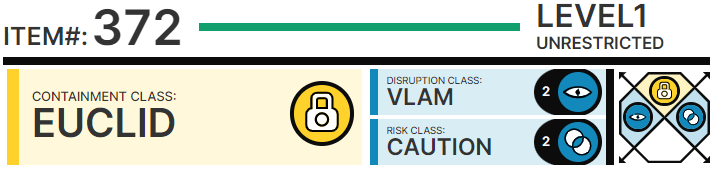 ITEM#: 372
LEVEL1
UNRESTRICTED
CONTAINMENT CLASS:
EUCLID
DISRUPTION CLASS:
VLAM
2
RISK CLASS:
CAUTION
2